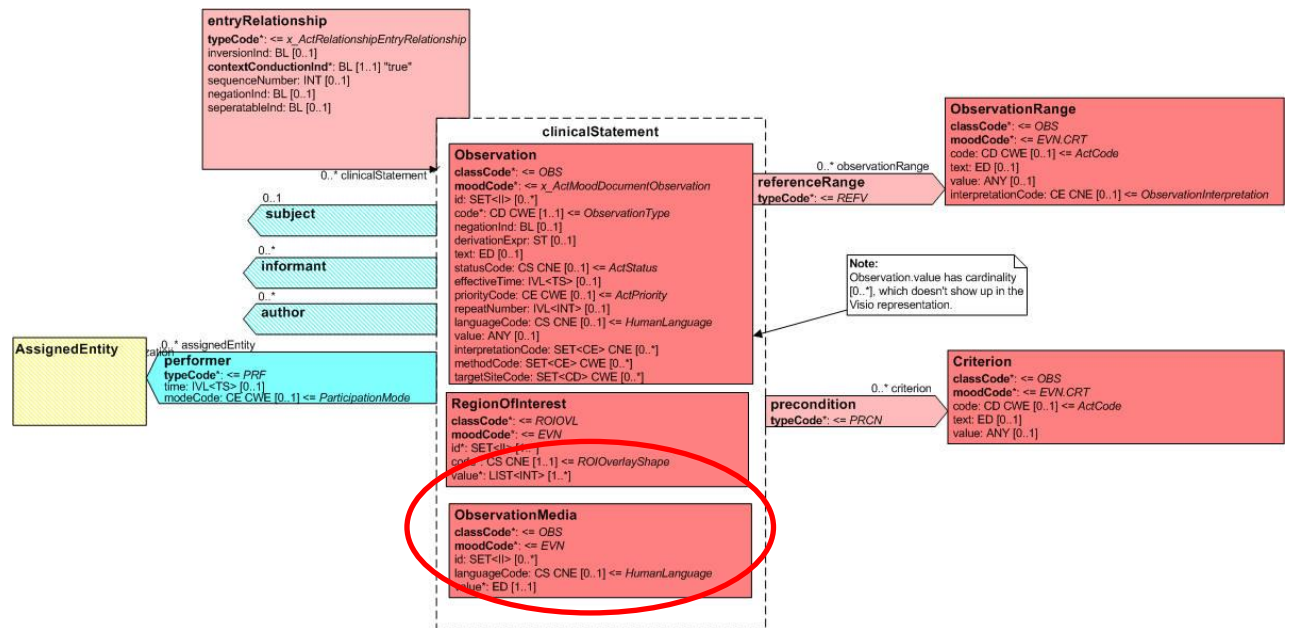 entryRelationship
typeCode*: <= x_ActRelationshipEntryRelationship
inversionInd: BL [0..1]
contextConductionInd*: BL [1..1] "true"
sequenceNumber: INT [0..1]
negationInd: BL [0..1]
seperatableInd: BL [0..1]
0..* clinicalStatement
clinicalStatement
Observation
classCode*: <= OBS
moodCode*: <= x_ActMoodDocumentObservation
id: SET<II> [0..*]
code*: CD CWE [1..1] <= ObservationType
negationInd: BL [0..1]
derivationExpr: ST [0..1]
text: ED [0..1]
statusCode: CS CNE [0..1] <= ActStatus
effectiveTime: IVL<TS> [0..1]
priorityCode: CE CWE [0..1] <= ActPriority
repeatNumber: IVL<INT> [0..1]
languageCode: CS CNE [0..1] <= HumanLanguage
value: ANY [0..1]
interpretationCode: SET<CE> CNE [0..*]
methodCode: SET<CE> CWE [0..*]
targetSiteCode: SET<CD> CWE [0..*]
0..1
subject
0..*
informant
0..*
author
AssignedEntity
0..* assignedEntity
performer
typeCode*: <= PRF
time: IVL<TS> [0..1]
modeCode: CE CWE [0..1] <= ParticipationMode
RegionOfInterest
classCode*: <= ROIOVL
moodCode*: <= EVN
id*: SET<II> [1..*]
code*: CS CNE [1..1] <= ROIOverlayShape
value*: LIST<INT> [1..*]
ObservationMedia
classCode*: <= OBS
moodCode*: <= EVN
id: SET<II> [0..*]
languageCode: CS CNE [0..1] <= HumanLanguage
value*: ED [1..1]
0..* observationRange
referenceRange
typeCode*: <= REFV
ObservationRange
classCode*: <= OBS
moodCode*: <= EVN.CRT
code: CD CWE [0..1] <= ActCode
text: ED [0..1]
value: ANY [0..1]
interpretationCode: CE CNE [0..1] <= ObservationInterpretation
Note:
Observation.value has cardinality
[0..*], which doesn't show up in the
Visio representation.
0..* criterion
precondition
typeCode*: <= PRCN
Criterion
classCode*: <= OBS
moodCode*: <= EVN.CRT
code: CD CWE [0..1] <= ActCode
text: ED [0..1]
value: ANY [0..1]